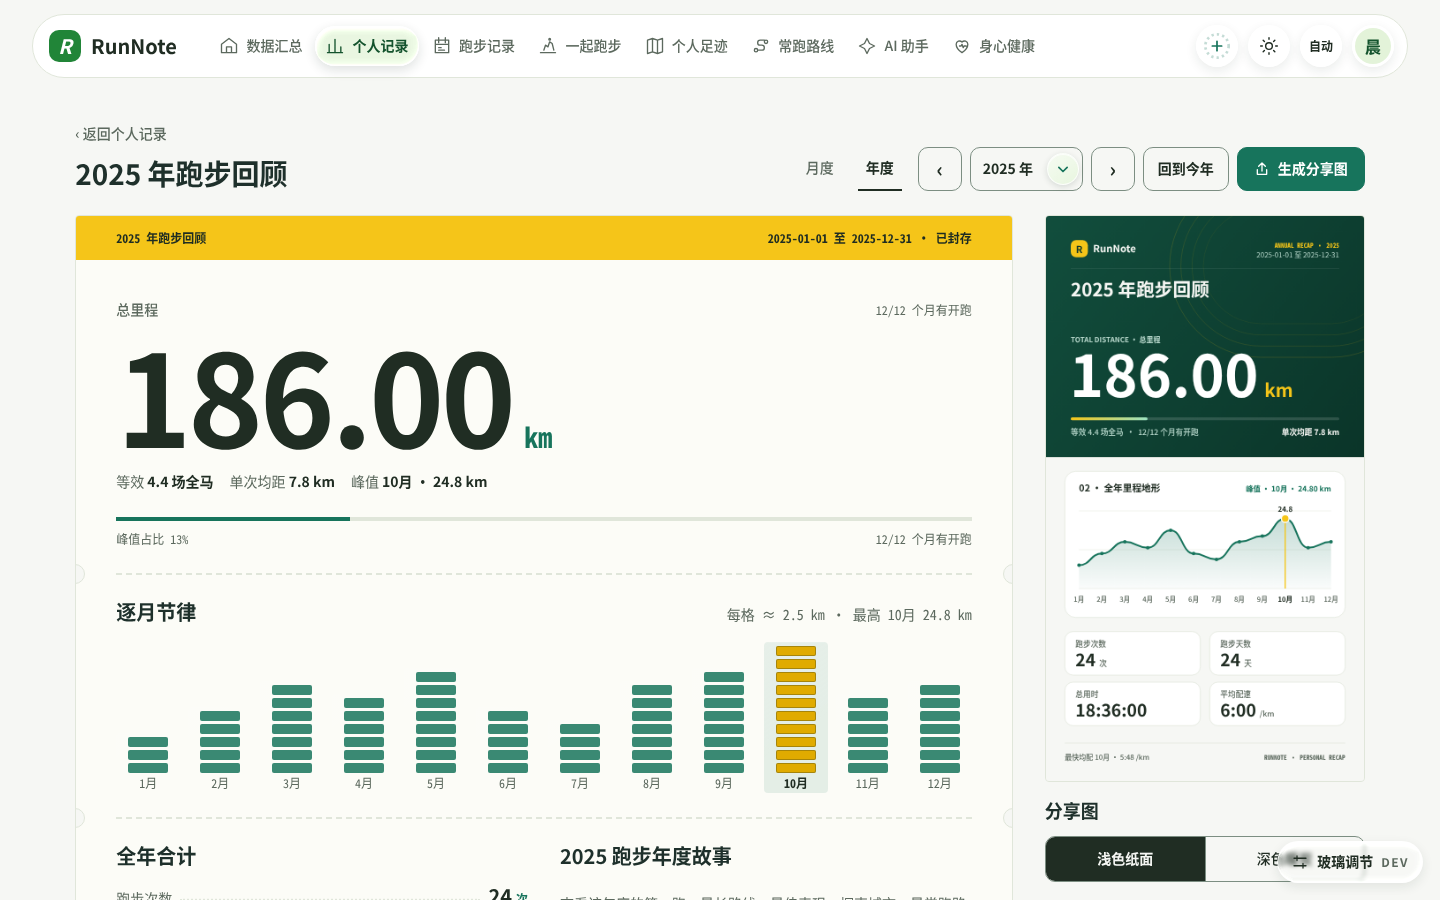 R RunNote 数据汇总 个人记录 跑步记录 一起跑步 个人足迹 常跑路线 AI 助手 身心健康 自动 晨
‹ 返回个人记录
2025 年跑步回顾
月度 年度 ‹ 2025 年 › 回到今年 生成分享图
2025 年跑步回顾 2025-01-01 至 2025-12-31 • 已封存
总里程 12/12 个月有开跑
186.00 km
等效 4.4 场全马 单次均距 7.8 km 峰值 10月 • 24.8 km
峰值占比 13% 12/12 个月有开跑
逐月节律 每格 ≈ 2.5 km • 最高 10月 24.8 km
1月 2月 3月 4月 5月 6月 7月 8月 9月 10月 11月 12月
全年合计
跑步次数 24 次
2025 跑步年度故事
R RunNote
ANNUAL RECAP • 2025
2025-01-01 至 2025-12-31
2025 年跑步回顾
TOTAL DISTANCE • 总里程
186.00 km
等效 4.4 场全马 • 12/12 个月有开跑 单次均距 7.8 km
02 • 全年里程地形 峰值 • 10月 • 24.80 km
24.8
1月 2月 3月 4月 5月 6月 7月 8月 9月 10月 11月 12月
跑步次数
24 次
跑步天数
24 天
总用时
18:36:00
平均配速
6:00 /km
最快均配 10月 • 5:48 /km RUNNOTE • PERSONAL RECAP
分享图
浅色纸面 深色
玻璃调节 DEV